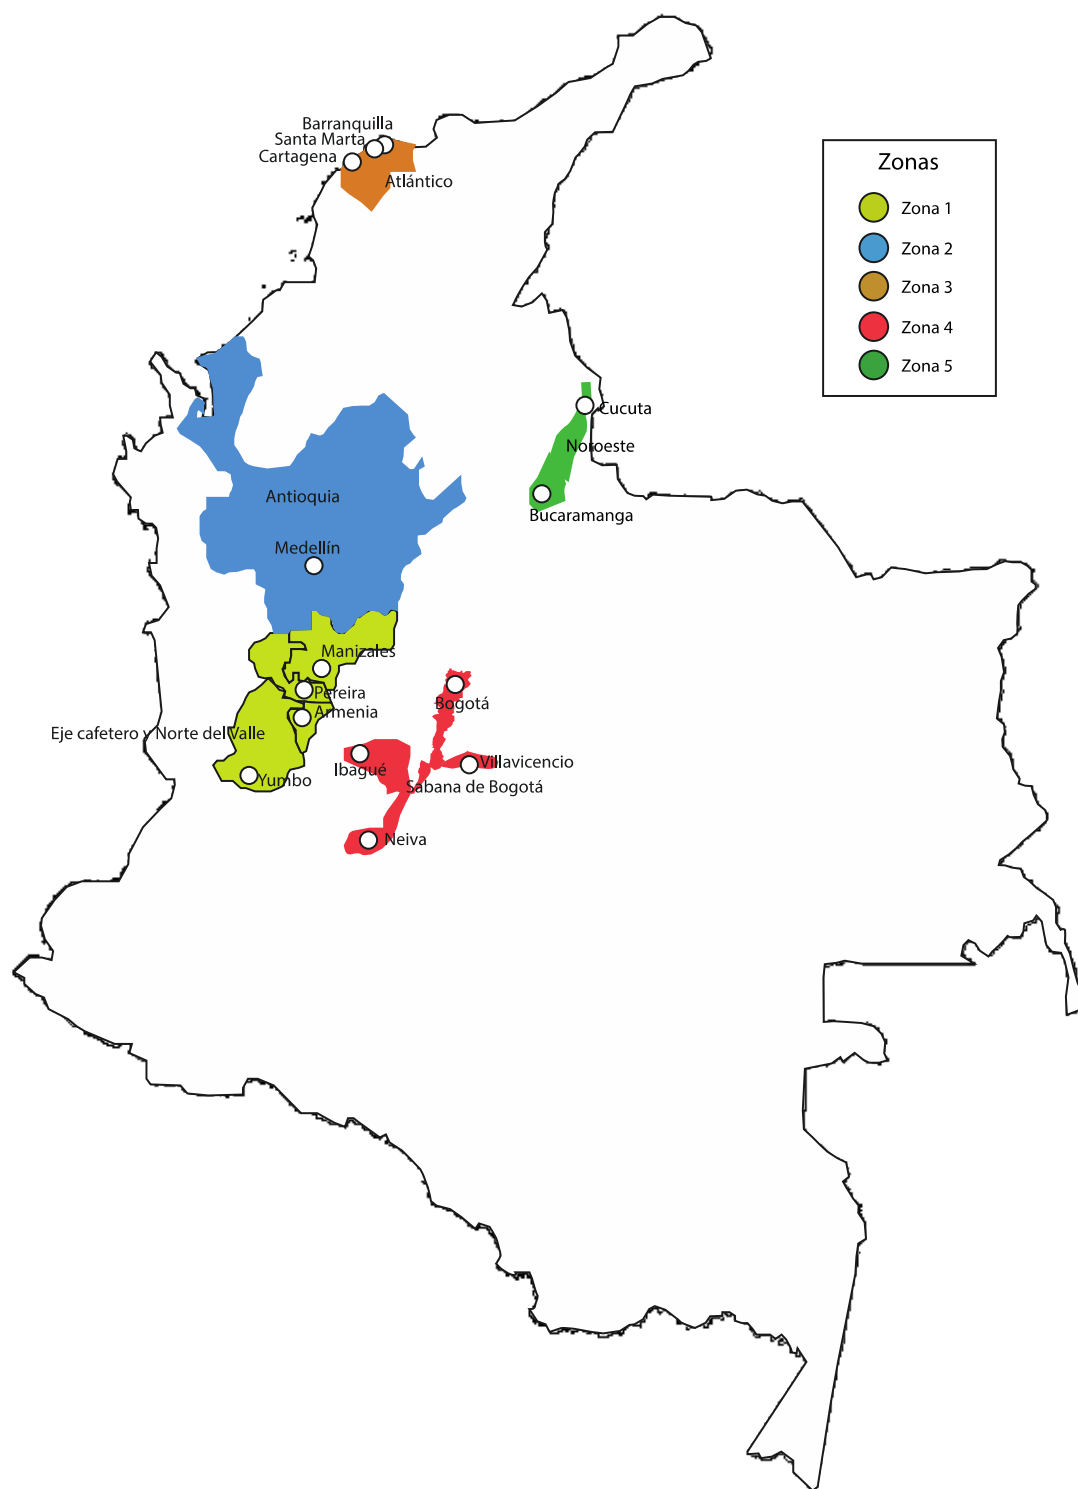 Barranquilla
Santa Marta
Cartagena
Atlántico
Zonas
Zona 1
Zona 2
Zona 3
Zona 4
Zona 5
Cucuta
Noroeste
Antioquia
Bucaramanga
Medellín
Manizales
Pereira
Bogotá
Armenia
Eje cafetero y Norte del Valle
Villavicencio
Ibagué
Yumbo
Sabana de Bogotá
Neiva